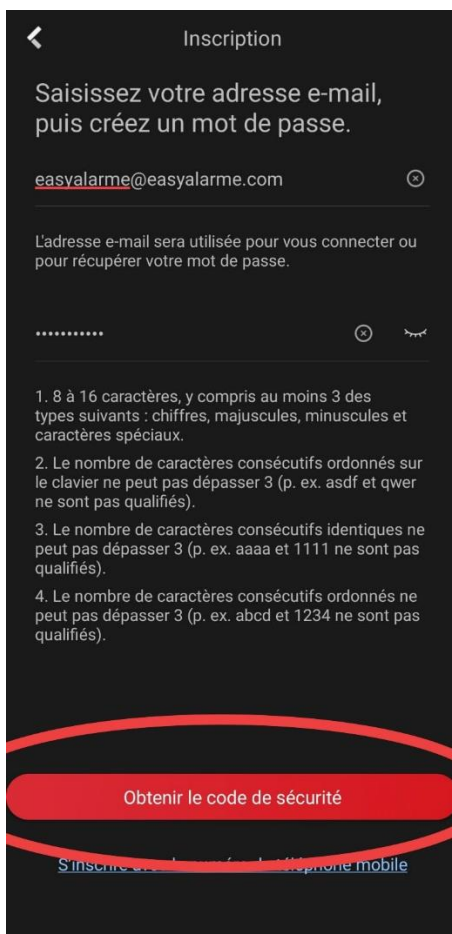 Inscription
Saisissez votre adresse e-mail,
puis créez un mot de passe.
easyalarme@easyalarme.com
L'adresse e-mail sera utilisée pour vous connecter ou
pour récupérer votre mot de passe.
•••••••••••
1. 8 à 16 caractères, y compris au moins 3 des
types suivants : chiffres, majuscules, minuscules et
caractères spéciaux.
2. Le nombre de caractères consécutifs ordonnés sur
le clavier ne peut pas dépasser 3 (p. ex. asdf et qwer
ne sont pas qualifiés).
3. Le nombre de caractères consécutifs identiques ne
peut pas dépasser 3 (p. ex. aaaa et 1111 ne sont pas
qualifiés).
4. Le nombre de caractères consécutifs ordonnés ne
peut pas dépasser 3 (p. ex. abcd et 1234 ne sont pas
qualifiés).
Obtenir le code de sécurité
S'inscrire téléphone mobile